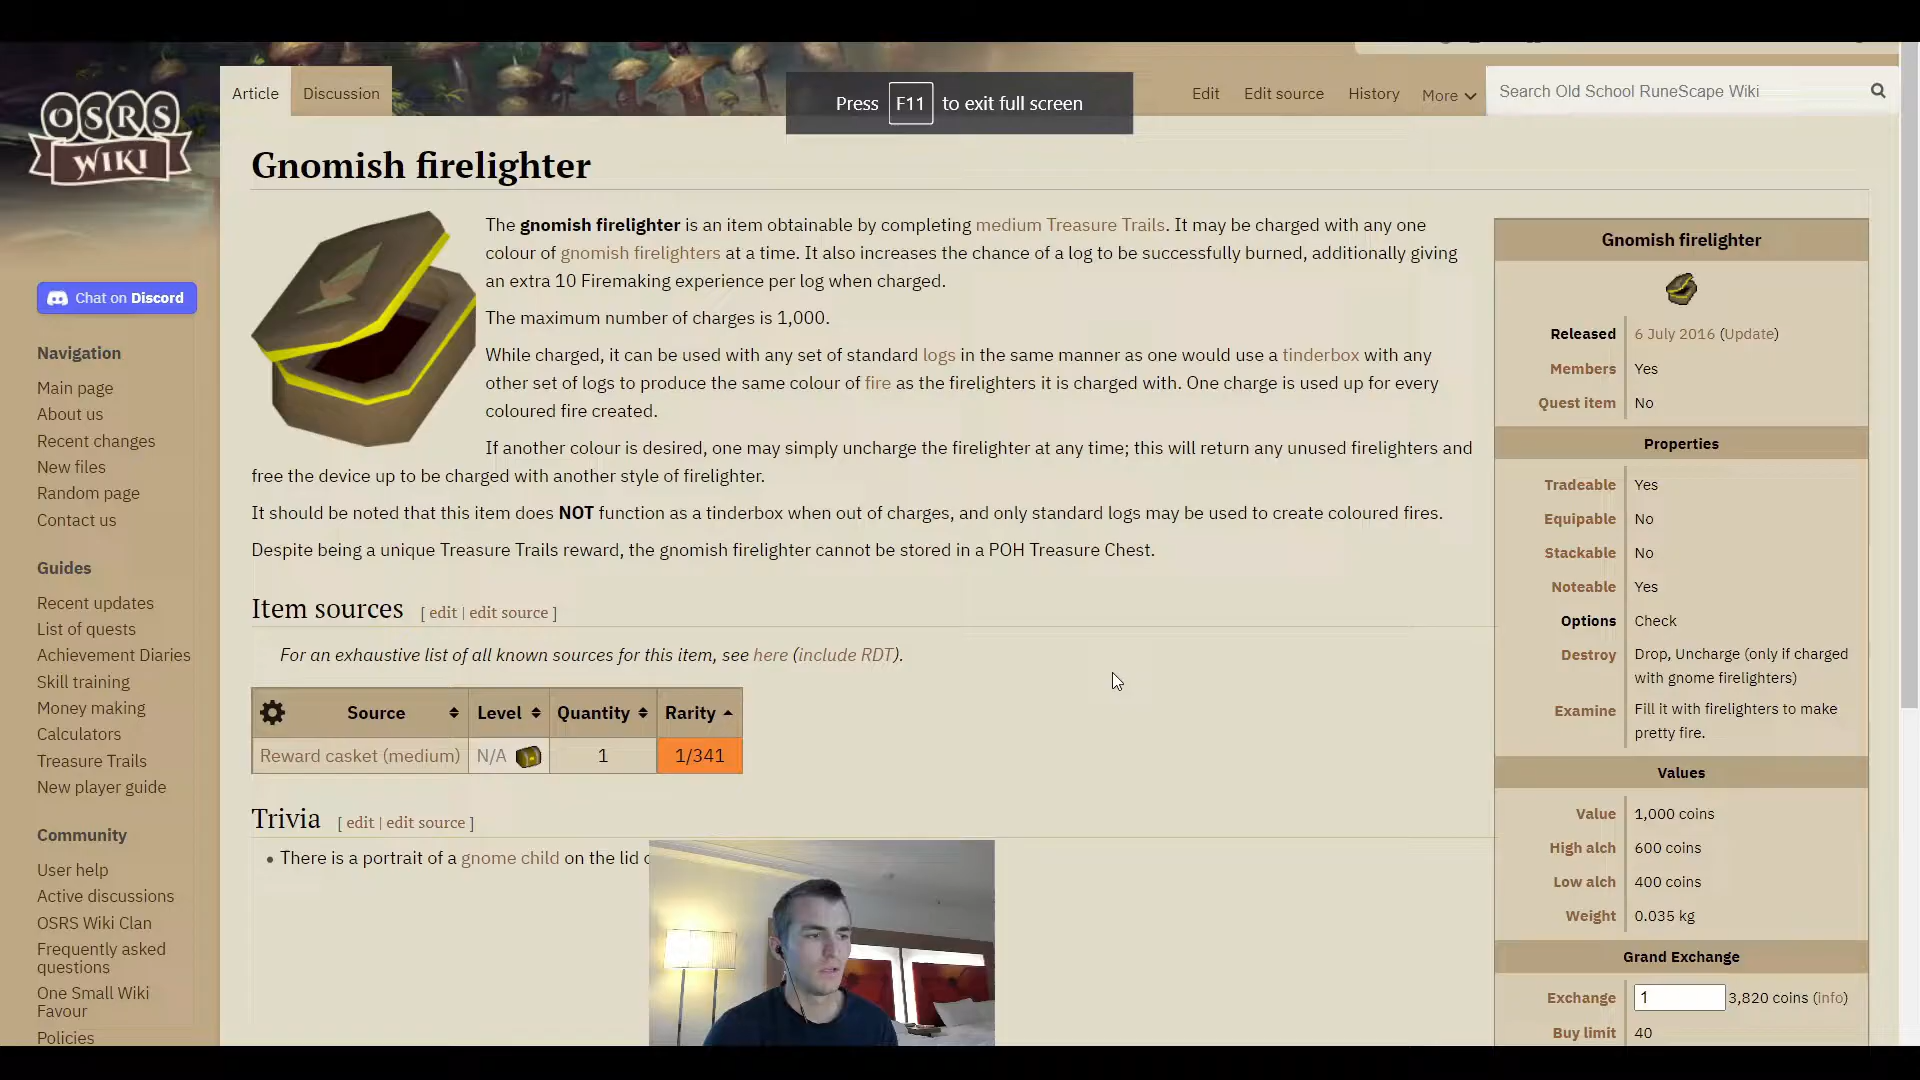 Article
Discussion
Press F11 to exit full screen
Edit
Edit source
History
More
Search Old School RuneScape Wiki
OSRS
WIKI
Gnomish firelighter
The gnomish firelighter is an item obtainable by completing medium Treasure Trails. It may be charged with any one
colour of gnomish firelighters at a time. It also increases the chance of a log to be successfully burned, additionally giving
an extra 10 Firemaking experience per log when charged.
The maximum number of charges is 1,000.
While charged, it can be used with any set of standard logs in the same manner as one would use a tinderbox with any
other set of logs to produce the same colour of fire as the firelighters it is charged with. One charge is used up for every
coloured fire created.
If another colour is desired, one may simply uncharge the firelighter at any time; this will return any unused firelighters and
free the device up to be charged with another style of firelighter.
It should be noted that this item does NOT function as a tinderbox when out of charges, and only standard logs may be used to create coloured fires.
Despite being a unique Treasure Trails reward, the gnomish firelighter cannot be stored in a POH Treasure Chest.
Item sources [ edit | edit source ]
For an exhaustive list of all known sources for this item, see here (include RDT).
Source Level Quantity Rarity
Reward casket (medium) N/A 1 1/341
Trivia [ edit | edit source ]
• There is a portrait of a gnome child on the lid
Chat on Discord
Navigation
Main page
About us
Recent changes
New files
Random page
Contact us
Guides
Recent updates
List of quests
Achievement Diaries
Skill training
Money making
Calculators
Treasure Trails
New player guide
Community
User help
Active discussions
OSRS Wiki Clan
Frequently asked
questions
One Small Wiki
Favour
Policies
Gnomish firelighter
Released 6 July 2016 (Update)
Members Yes
Quest item No
Properties
Tradeable Yes
Equipable No
Stackable No
Noteable Yes
Options Check
Destroy Drop, Uncharge (only if charged
with gnome firelighters)
Examine Fill it with firelighters to make
pretty fire.
Values
Value 1,000 coins
High alch 600 coins
Low alch 400 coins
Weight 0.035 kg
Grand Exchange
Exchange 1 3,820 coins (info)
Buy limit 40